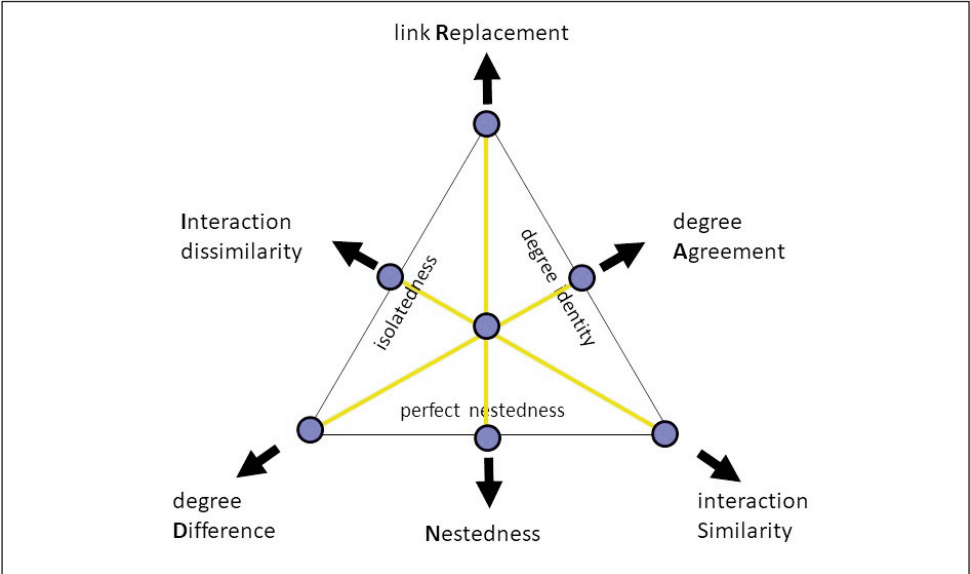 link Replacement
Interaction
dissimilarity
degree
Agreement
isolatedness
degree identity
perfect nestedness
degree
Difference
Nestedness
interaction
Similarity